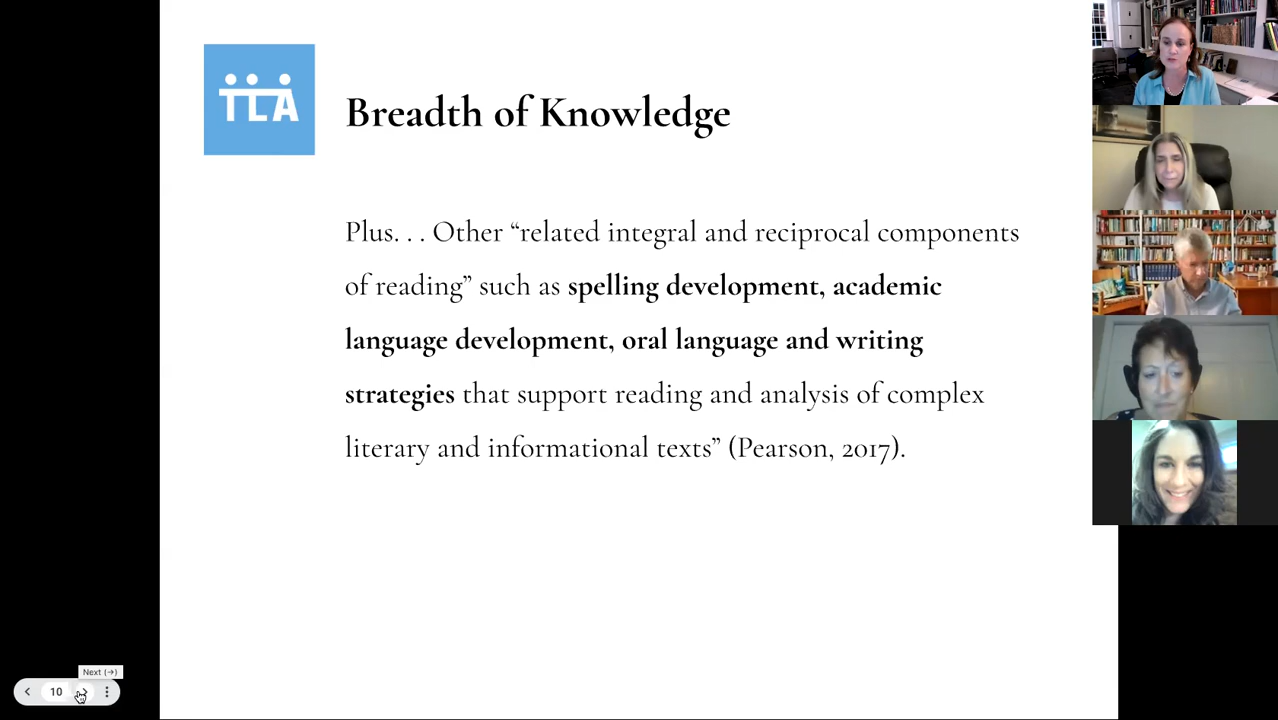 TLA
Breadth of Knowledge
Plus. . . Other “related integral and reciprocal components
of reading” such as spelling development, academic
language development, oral language and writing
strategies that support reading and analysis of complex
literary and informational texts” (Pearson, 2017).
Next (→)
10